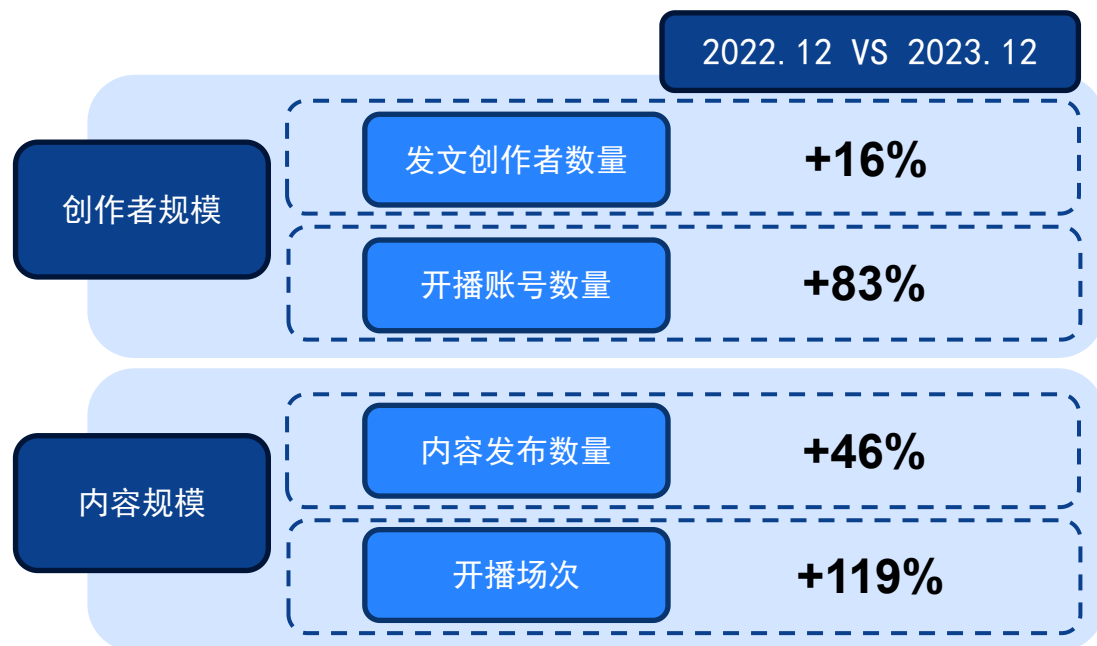 2022.12 VS 2023.12
创作者规模
发文创作者数量
+16%
开播账号数量
+83%
内容规模
内容发布数量
+46%
开播场次
+119%